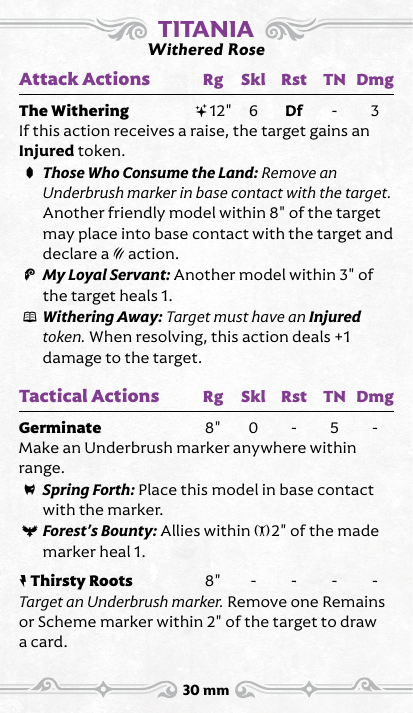 TITANIA
Withered Rose
Attack Actions Rg Skl Rst TN Dmg
The Withering 12" 6 Df - 3
If this action receives a raise, the target gains an
Injured token.
Those Who Consume the Land: Remove an
Underbrush marker in base contact with the target.
Another friendly model within 8" of the target
may place into base contact with the target and
declare a action.
My Loyal Servant: Another model within 3" of
the target heals 1.
Withering Away: Target must have an Injured
token. When resolving, this action deals +1
damage to the target.
Tactical Actions Rg Skl Rst TN Dmg
Germinate 8" 0 - 5 -
Make an Underbrush marker anywhere within
range.
Spring Forth: Place this model in base contact
with the marker.
Forest's Bounty: Allies within 2" of the made
marker heal 1.
Thirsty Roots 8" - - - -
Target an Underbrush marker. Remove one Remains
or Scheme marker within 2" of the target to draw
a card.
30 mm